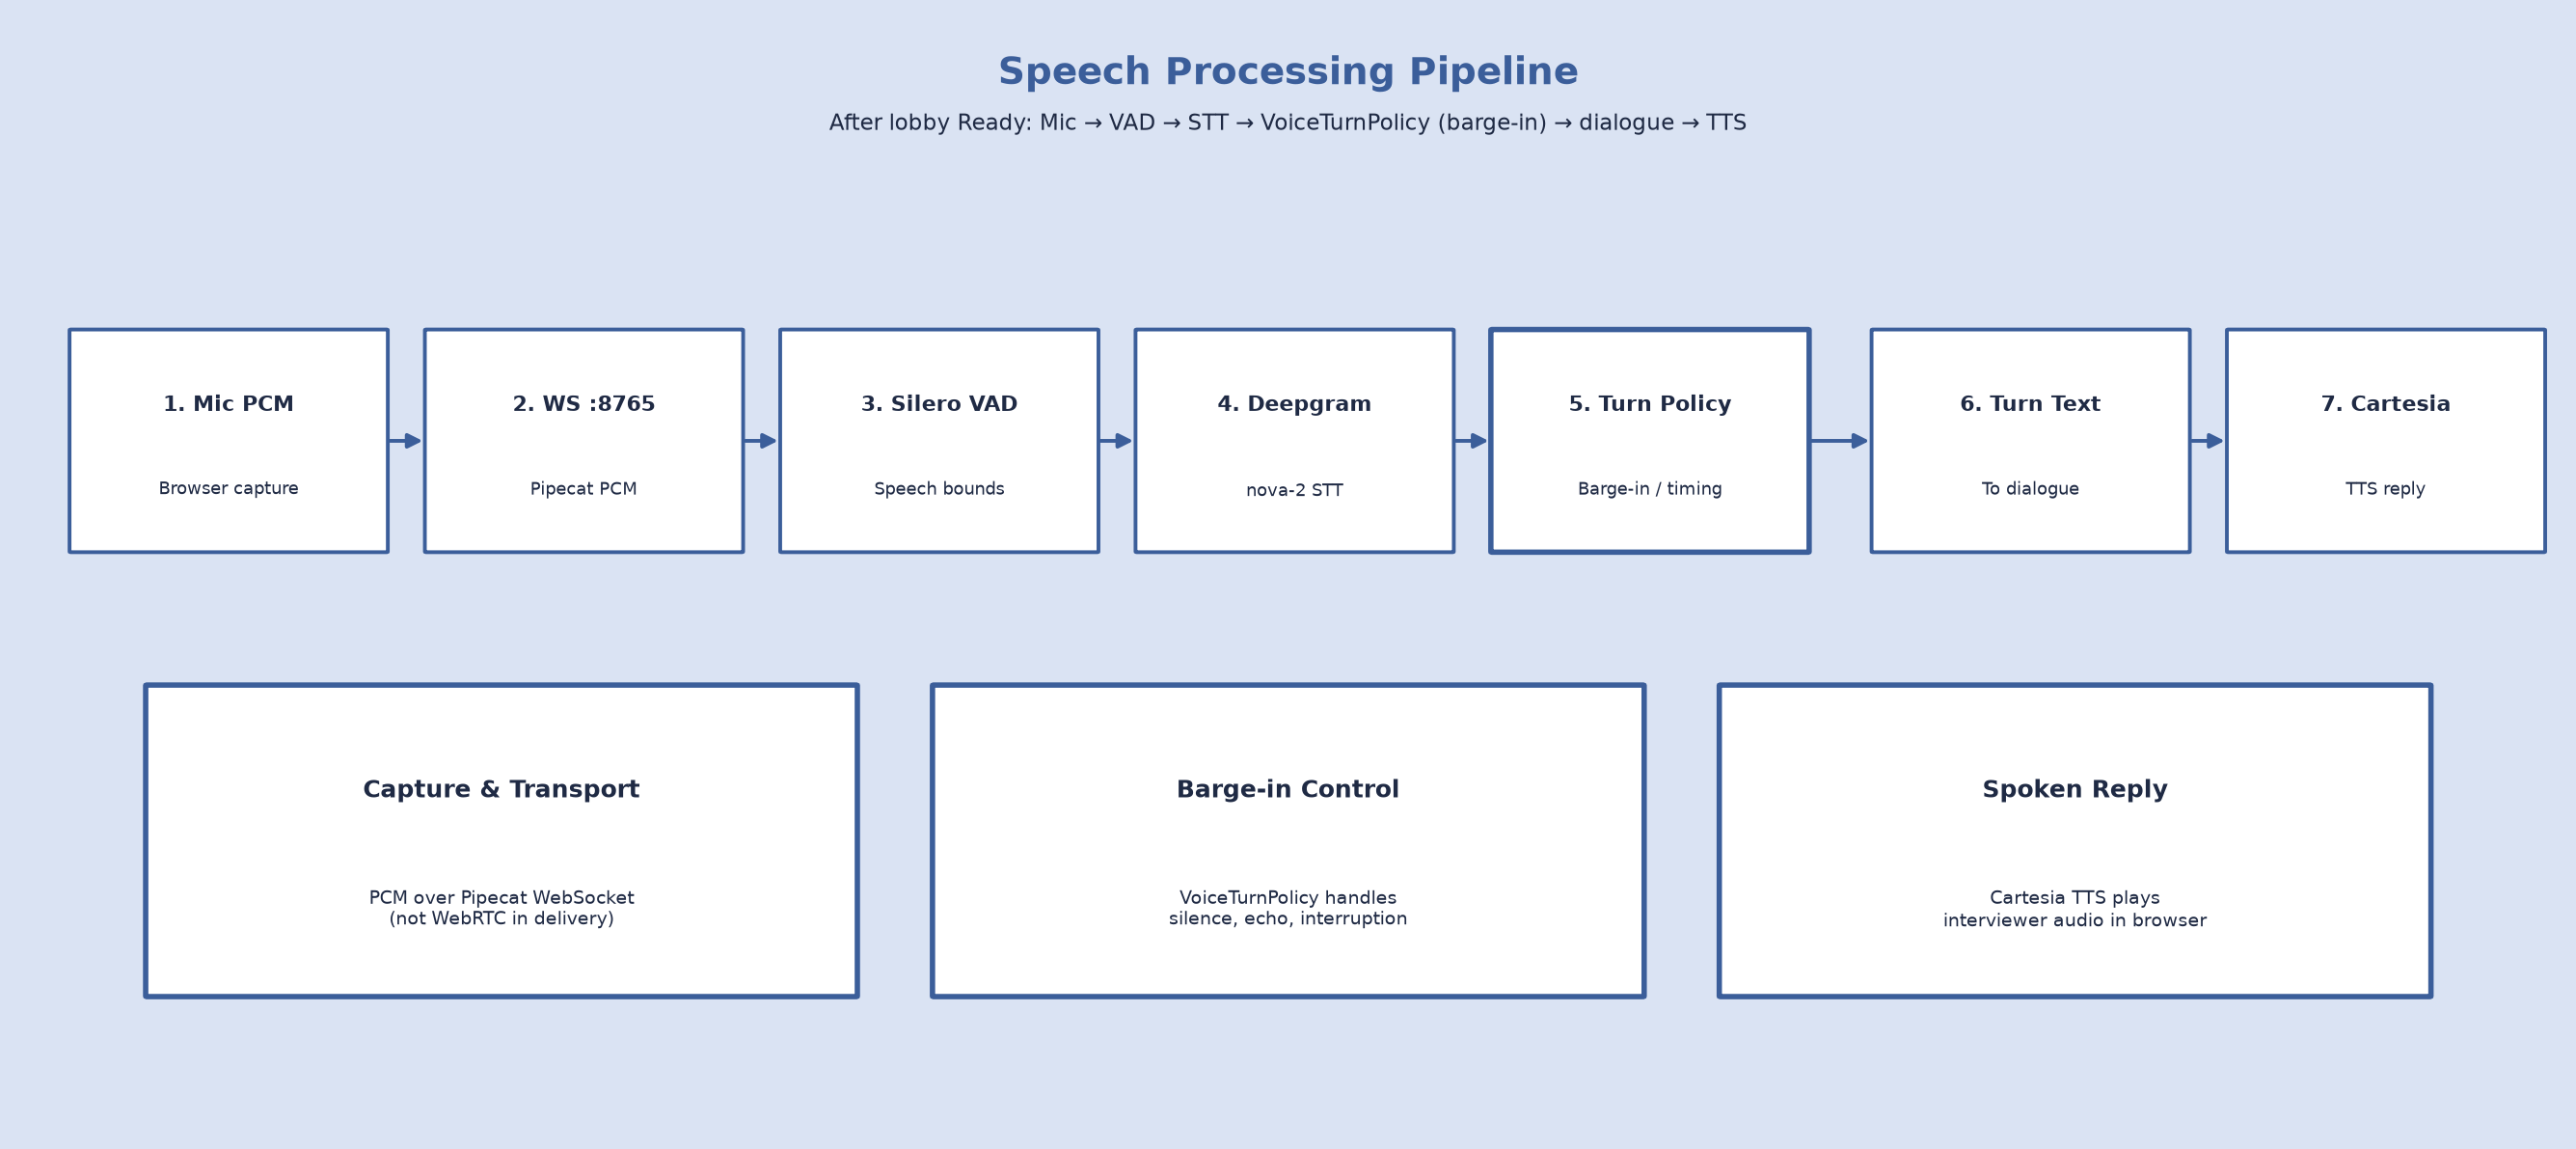 Speech Processing Pipeline
After lobby Ready: Mic → VAD → STT → VoiceTurnPolicy (barge-in) → dialogue → TTS
1. Mic PCM
Browser capture
2. WS :8765
Pipecat PCM
3. Silero VAD
Speech bounds
4. Deepgram
nova-2 STT
5. Turn Policy
Barge-in / timing
6. Turn Text
To dialogue
7. Cartesia
TTS reply
Capture & Transport
PCM over Pipecat WebSocket
(not WebRTC in delivery)
Barge-in Control
VoiceTurnPolicy handles
silence, echo, interruption
Spoken Reply
Cartesia TTS plays
interviewer audio in browser